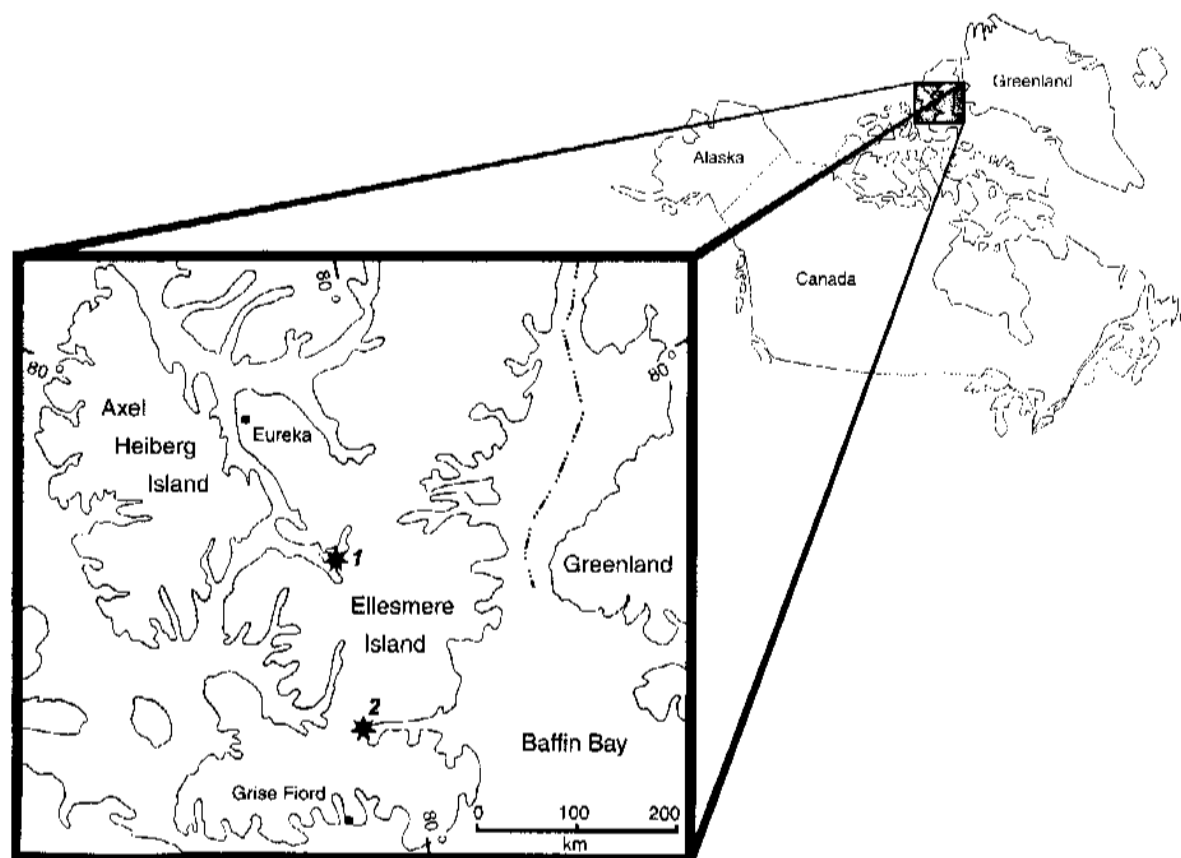 Greenland
Alaska
Canada
80°
80°
80°
Axel
Heiberg
Island
Eureka
1
Greenland
Ellesmere
Island
2
Baffin Bay
Grise Fiord
0 100 200
km
80°